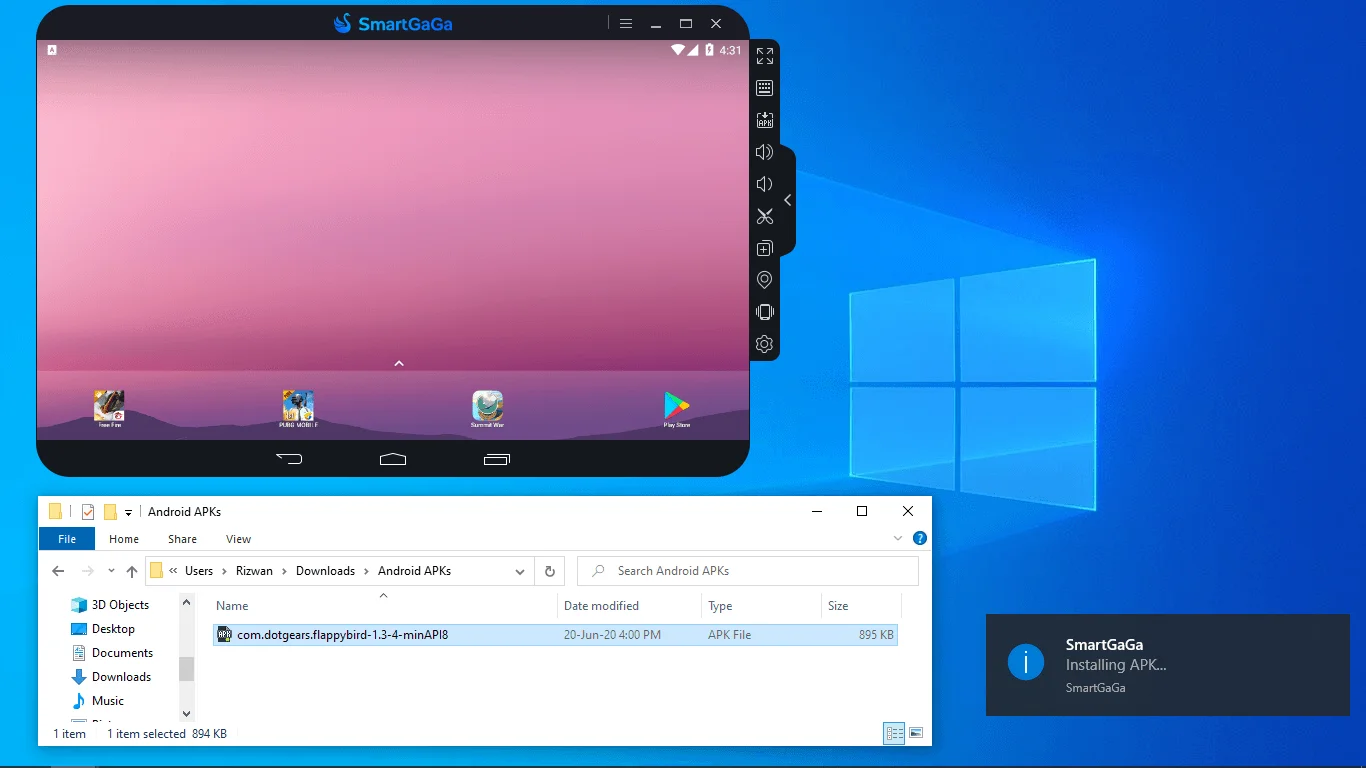 SmartGaGa
4:31
APK
Free Fire
PUBG MOBILE
Summit War
Play Store
Android APKs
File Home Share View
« Users › Rizwan › Downloads › Android APKs
Search Android APKs
3D Objects
Desktop
Documents
Downloads
Music
Name Date modified Type Size
com.dotgears.flappybird-1.3-4-minAPI8 20-Jun-20 4:00 PM APK File 895 KB
1 item 1 item selected 894 KB
SmartGaGa
Installing APK...
SmartGaGa